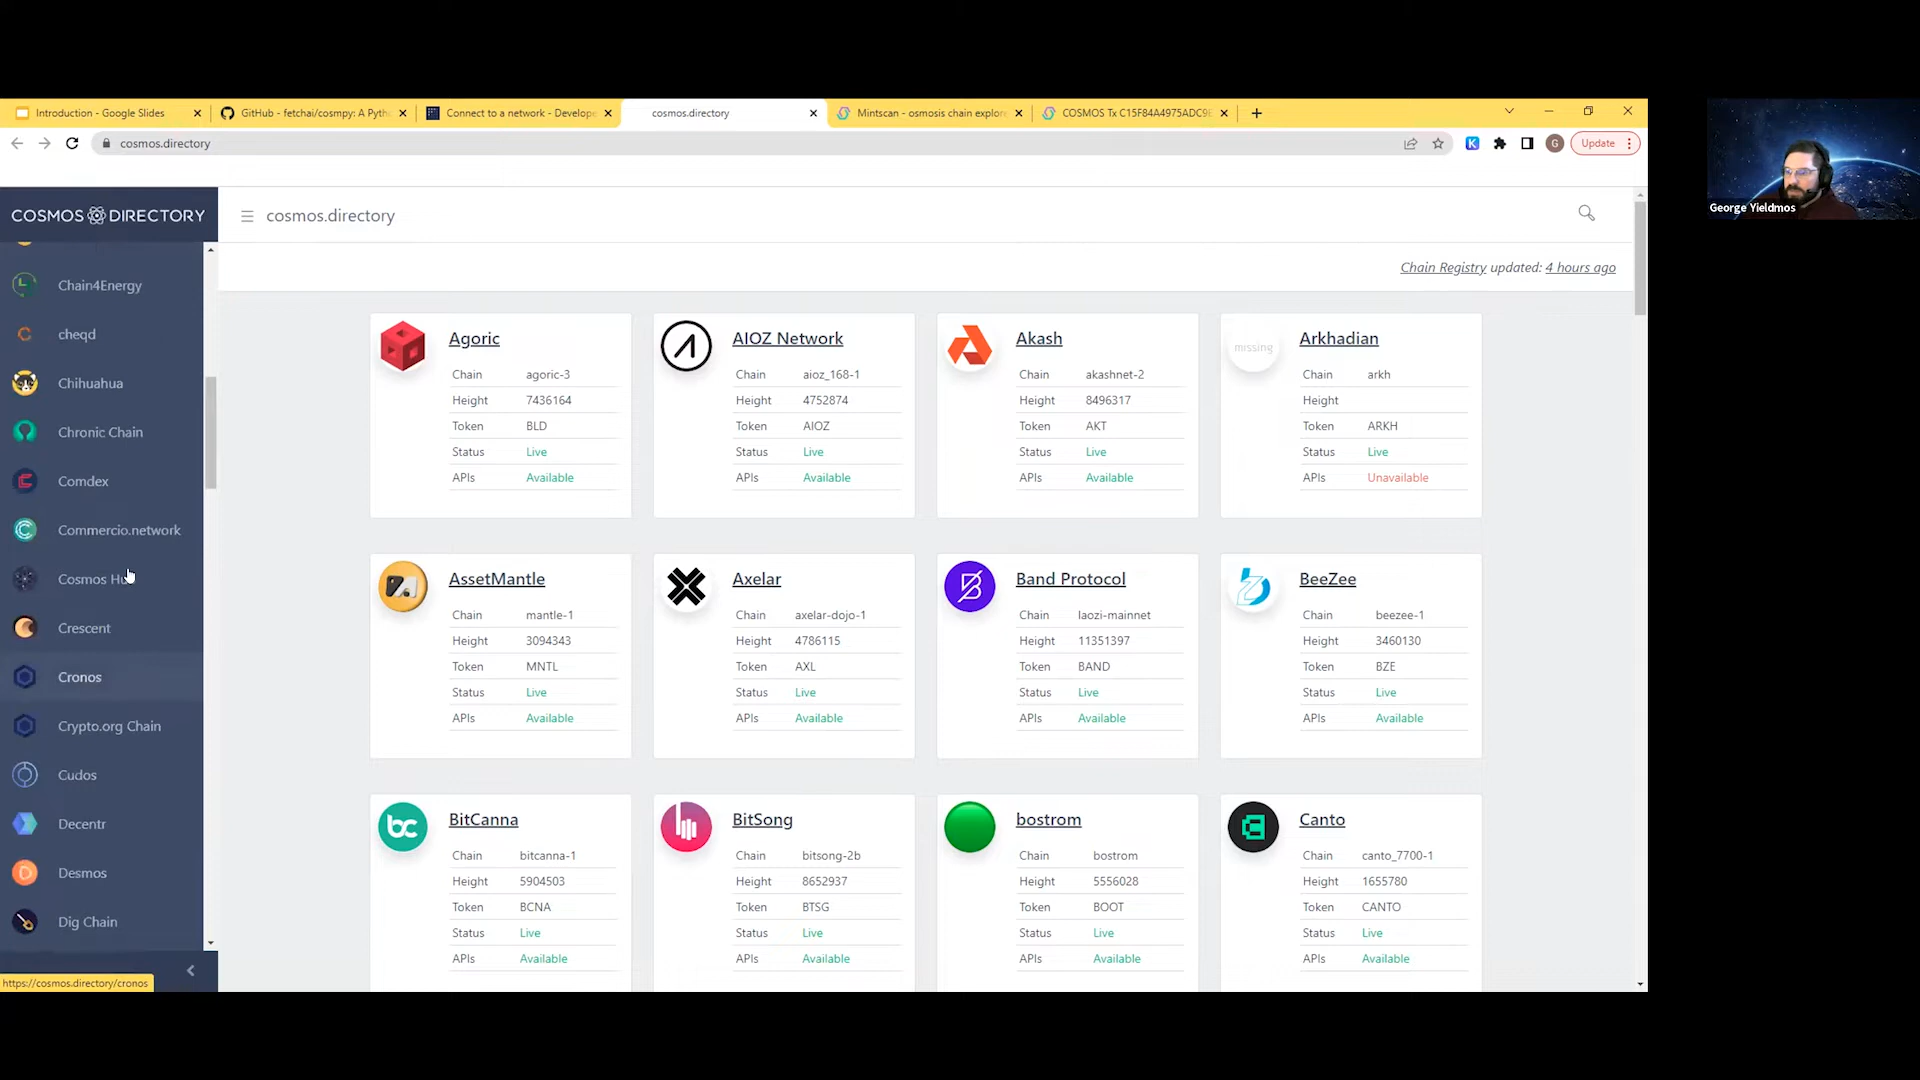 Introduction - Google Slides
GitHub - fetchai/cosmpy: A Pyth
Connect to a network - Develope
cosmos.directory
Mintscan - osmosis chain explore
COSMOS Tx C15F84A4975ADC9E
cosmos.directory
G
Update
George Yieldmos
COSMOS DIRECTORY
cosmos.directory
Chain Registry updated: 4 hours ago
Chain4Energy
cheqd
Chihuahua
Chronic Chain
Comdex
Commercio.network
Cosmos Hu
Crescent
Cronos
Crypto.org Chain
Cudos
Decentr
Desmos
Dig Chain
https://cosmos.directory/cronos
Agoric
Chain agoric-3
Height 7436164
Token BLD
Status Live
APIs Available
AIOZ Network
Chain aioz_168-1
Height 4752874
Token AIOZ
Status Live
APIs Available
Akash
Chain akashnet-2
Height 8496317
Token AKT
Status Live
APIs Available
missing
Arkhadian
Chain arkh
Height
Token ARKH
Status Live
APIs Unavailable
AssetMantle
Chain mantle-1
Height 3094343
Token MNTL
Status Live
APIs Available
Axelar
Chain axelar-dojo-1
Height 4786115
Token AXL
Status Live
APIs Available
Band Protocol
Chain laozi-mainnet
Height 11351397
Token BAND
Status Live
APIs Available
BeeZee
Chain beezee-1
Height 3460130
Token BZE
Status Live
APIs Available
bc
BitCanna
Chain bitcanna-1
Height 5904503
Token BCNA
Status Live
APIs Available
BitSong
Chain bitsong-2b
Height 8652937
Token BTSG
Status Live
APIs Available
bostrom
Chain bostrom
Height 5556028
Token BOOT
Status Live
APIs Available
Canto
Chain canto_7700-1
Height 1655780
Token CANTO
Status Live
APIs Available